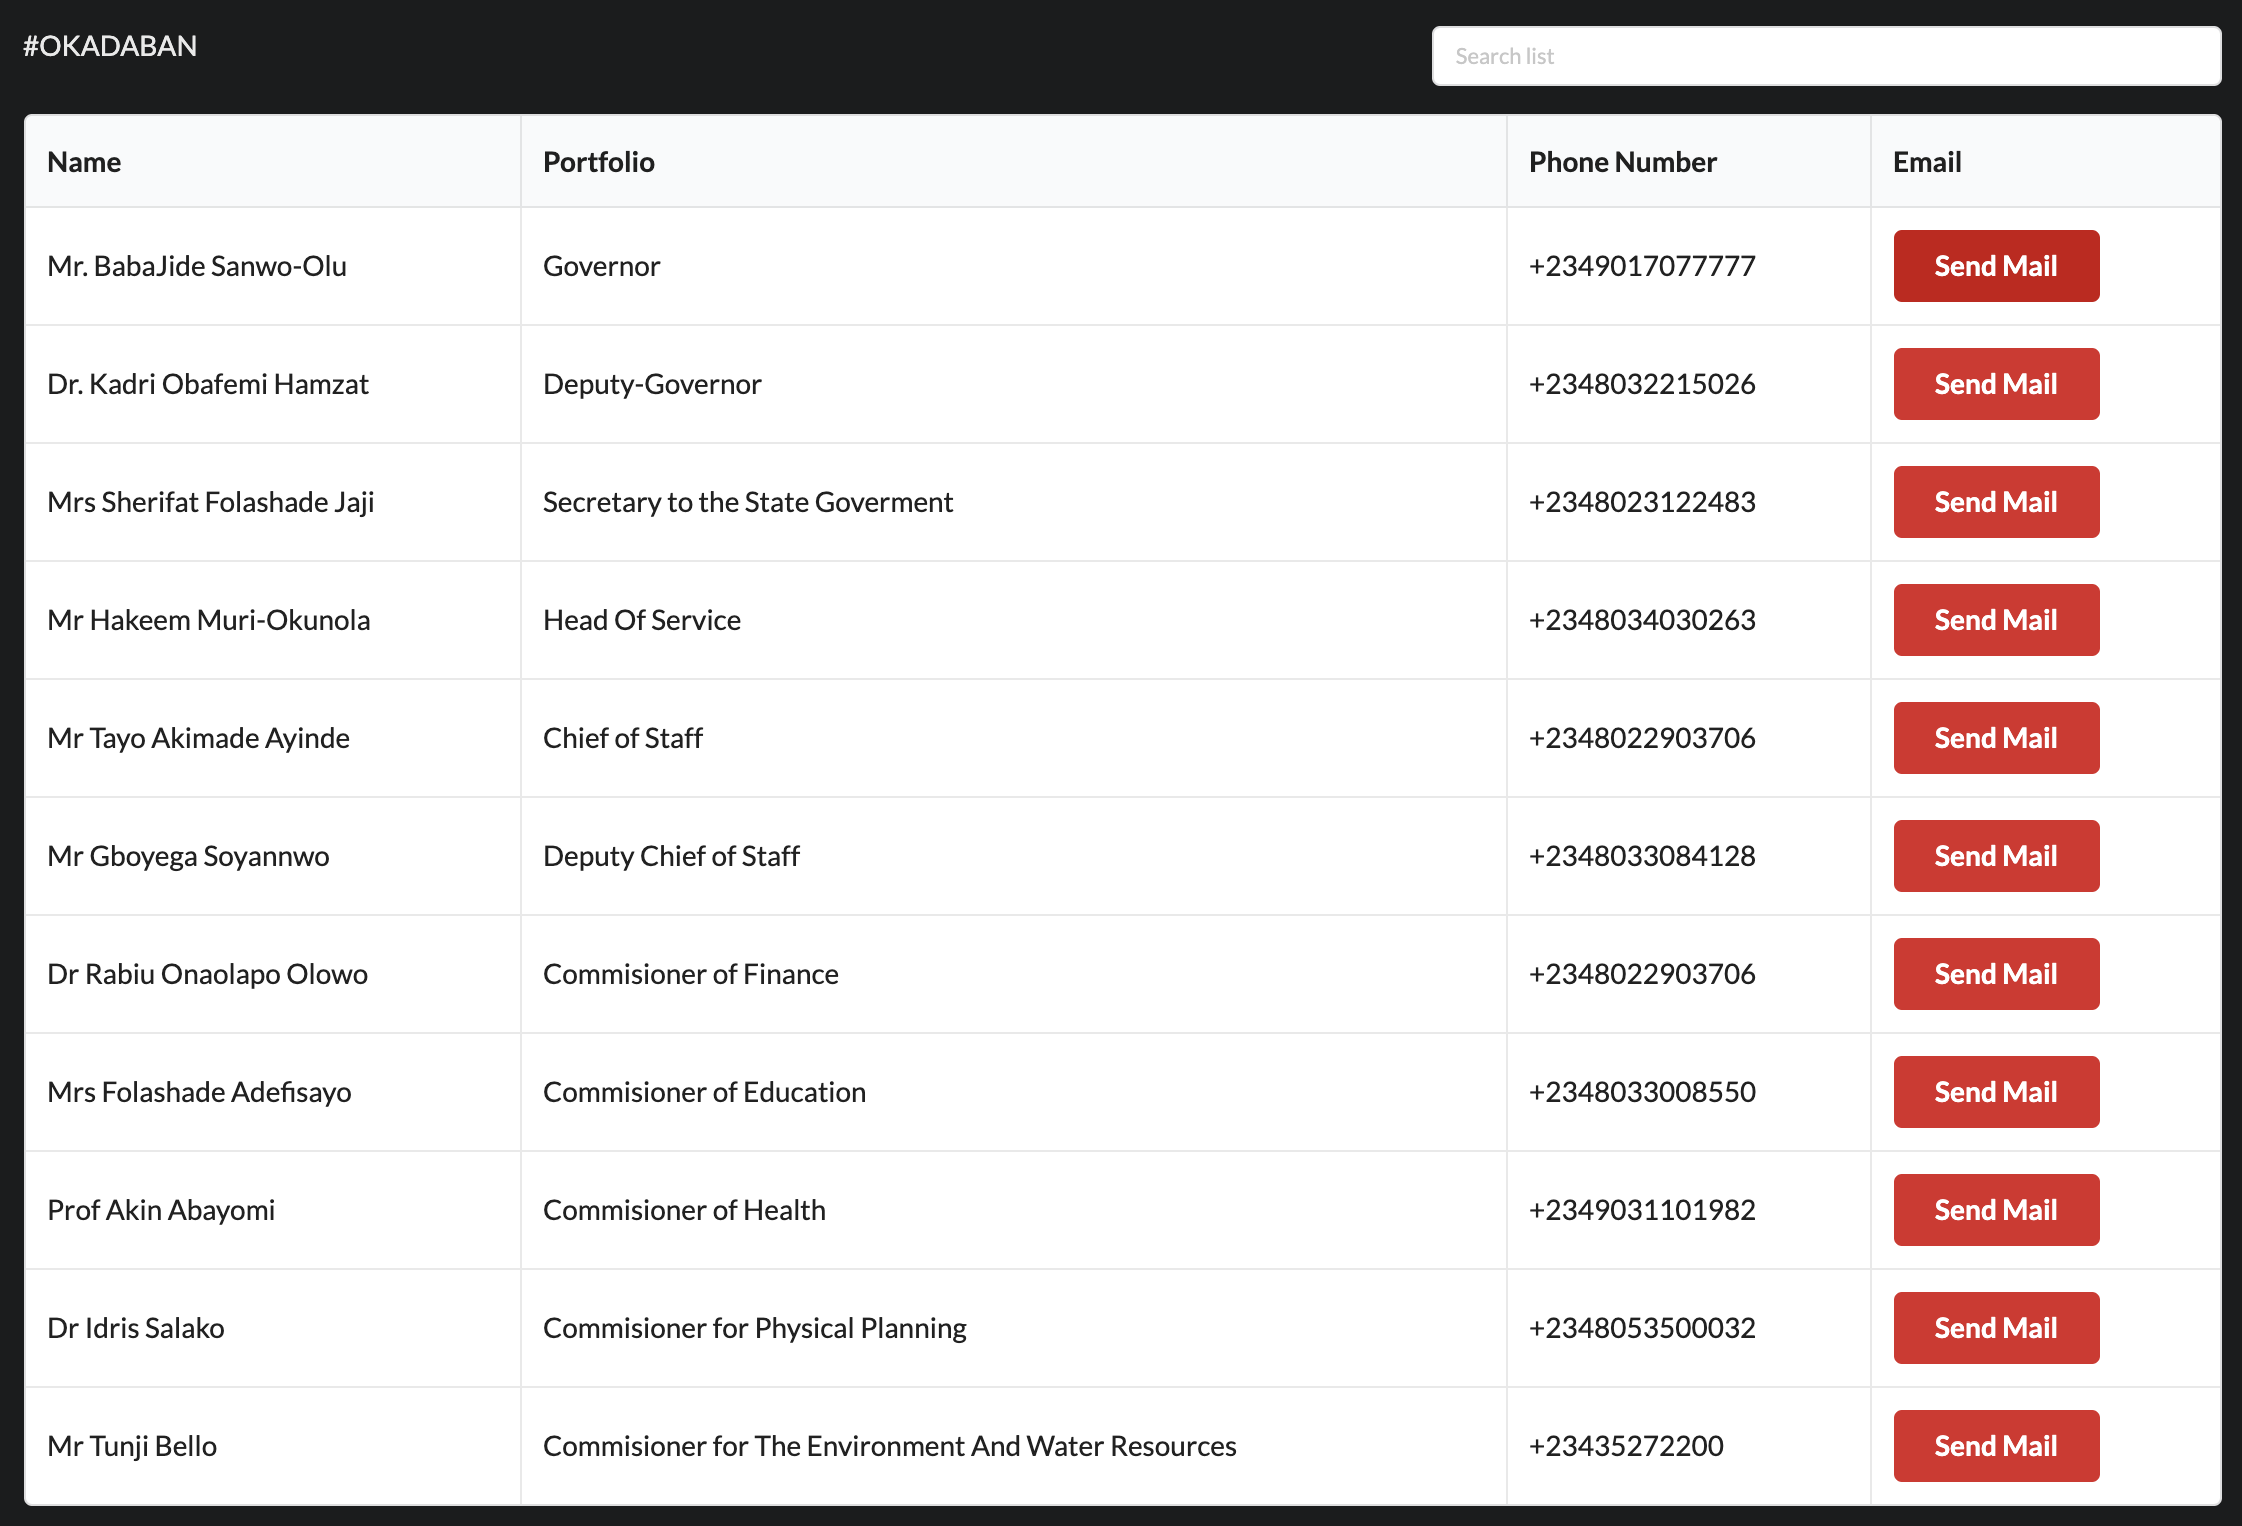 #OKADABAN
Search list
Name Portfolio Phone Number Email
Mr. BabaJide Sanwo-Olu Governor +2349017077777 Send Mail
Dr. Kadri Obafemi Hamzat Deputy-Governor +2348032215026 Send Mail
Mrs Sherifat Folashade Jaji Secretary to the State Goverment +2348023122483 Send Mail
Mr Hakeem Muri-Okunola Head Of Service +2348034030263 Send Mail
Mr Tayo Akimade Ayinde Chief of Staff +2348022903706 Send Mail
Mr Gboyega Soyannwo Deputy Chief of Staff +2348033084128 Send Mail
Dr Rabiu Onaolapo Olowo Commisioner of Finance +2348022903706 Send Mail
Mrs Folashade Adefisayo Commisioner of Education +2348033008550 Send Mail
Prof Akin Abayomi Commisioner of Health +2349031101982 Send Mail
Dr Idris Salako Commisioner for Physical Planning +2348053500032 Send Mail
Mr Tunji Bello Commisioner for The Environment And Water Resources +23435272200 Send Mail